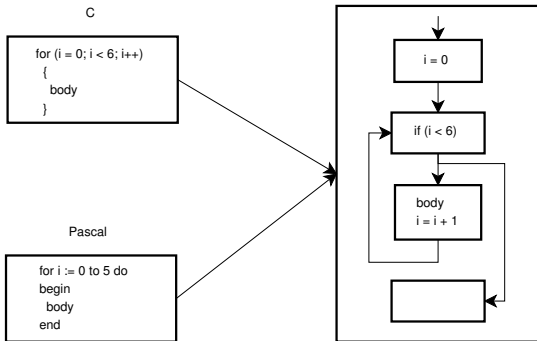 C
for (i = 0; i < 6; i++)
{
body
}
Pascal
for i := 0 to 5 do
begin
body
end
i = 0
if (i < 6)
body
i = i + 1